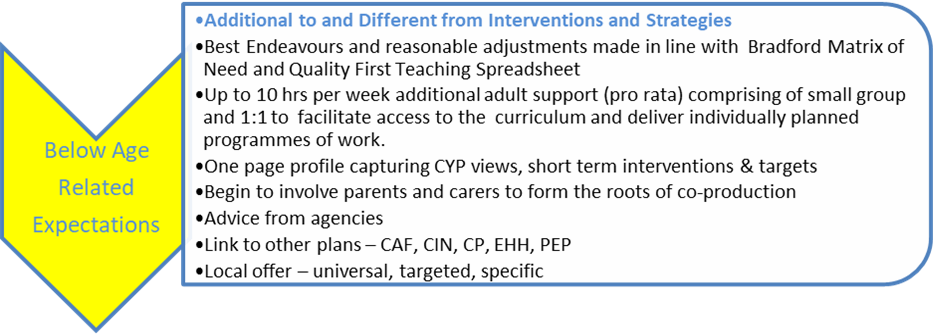 Below Age
Related
Expectations
•Additional to and Different from Interventions and Strategies
•Best Endeavours and reasonable adjustments made in line with Bradford Matrix of
Need and Quality First Teaching Spreadsheet
•Up to 10 hrs per week additional adult support (pro rata) comprising of small group
and 1:1 to facilitate access to the curriculum and deliver individually planned
programmes of work.
•One page profile capturing CYP views, short term interventions & targets
•Begin to involve parents and carers to form the roots of co-production
•Advice from agencies
•Link to other plans – CAF, CIN, CP, EHH, PEP
•Local offer – universal, targeted, specific